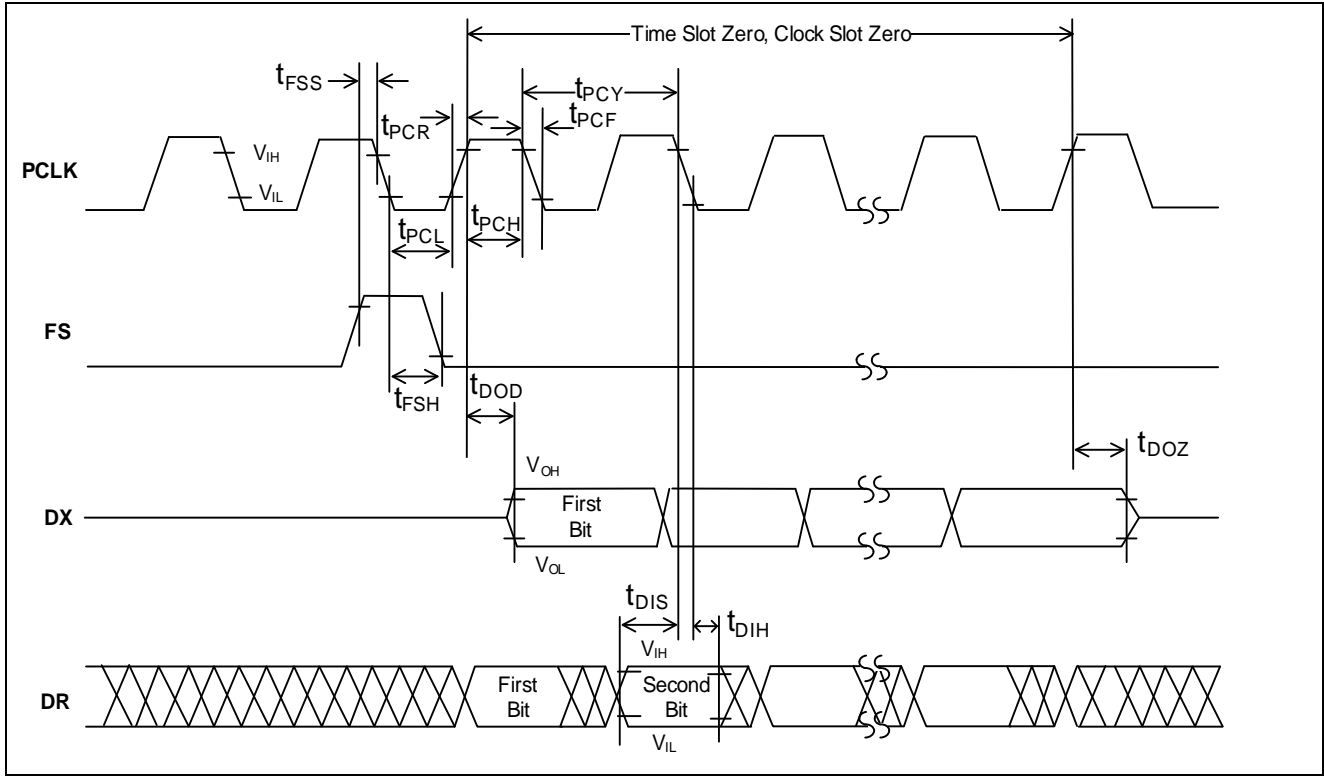 Time Slot Zero, Clock Slot Zero
tFSS
tPCY
tPCR
tPCF
PCLK
VIH
VIL
tPCL
tPCH
FS
tFSH
tDOD
tDOZ
VOH
DX
First
Bit
VOL
tDIS
tDIH
VIH
DR
First
Bit
Second
Bit
VIL